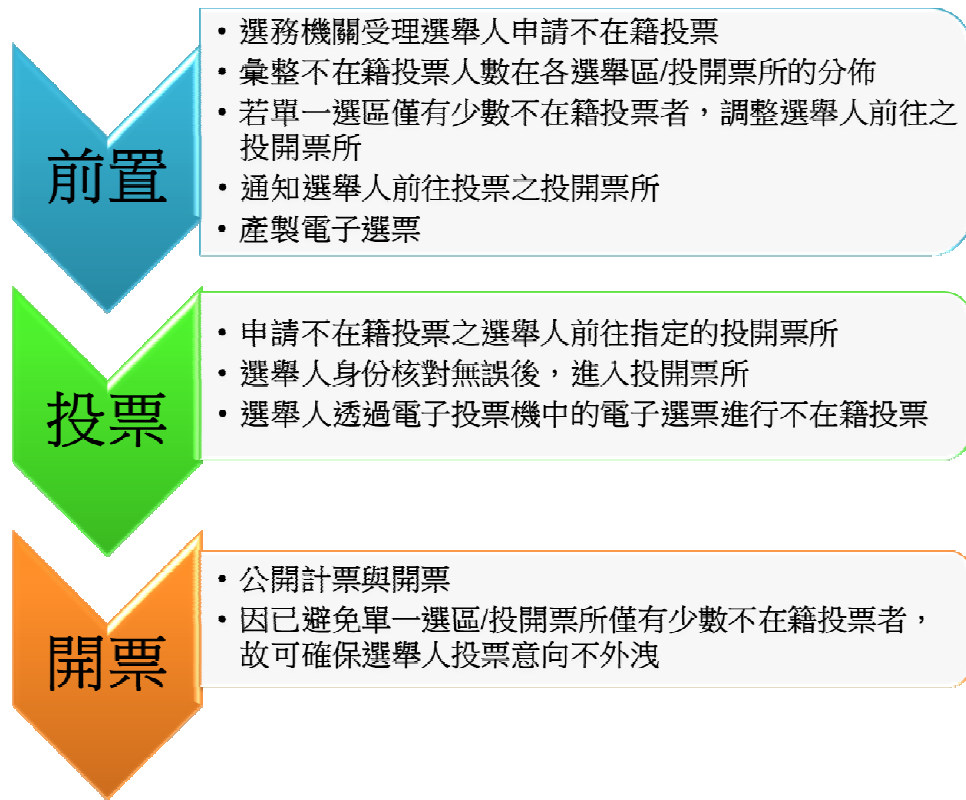 前置
• 選務機關受理選舉人申請不在籍投票
• 彙整不在籍投票人數在各選舉區/投開票所的分佈
• 若單一選區僅有少數不在籍投票者，調整選舉人前往之
投開票所
• 通知選舉人前往投票之投開票所
• 產製電子選票
投票
• 申請不在籍投票之選舉人前往指定的投開票所
• 選舉人身份核對無誤後，進入投開票所
• 選舉人透過電子投票機中的電子選票進行不在籍投票
開票
• 公開計票與開票
• 因已避免單一選區/投開票所僅有少數不在籍投票者，
故可確保選舉人投票意向不外洩